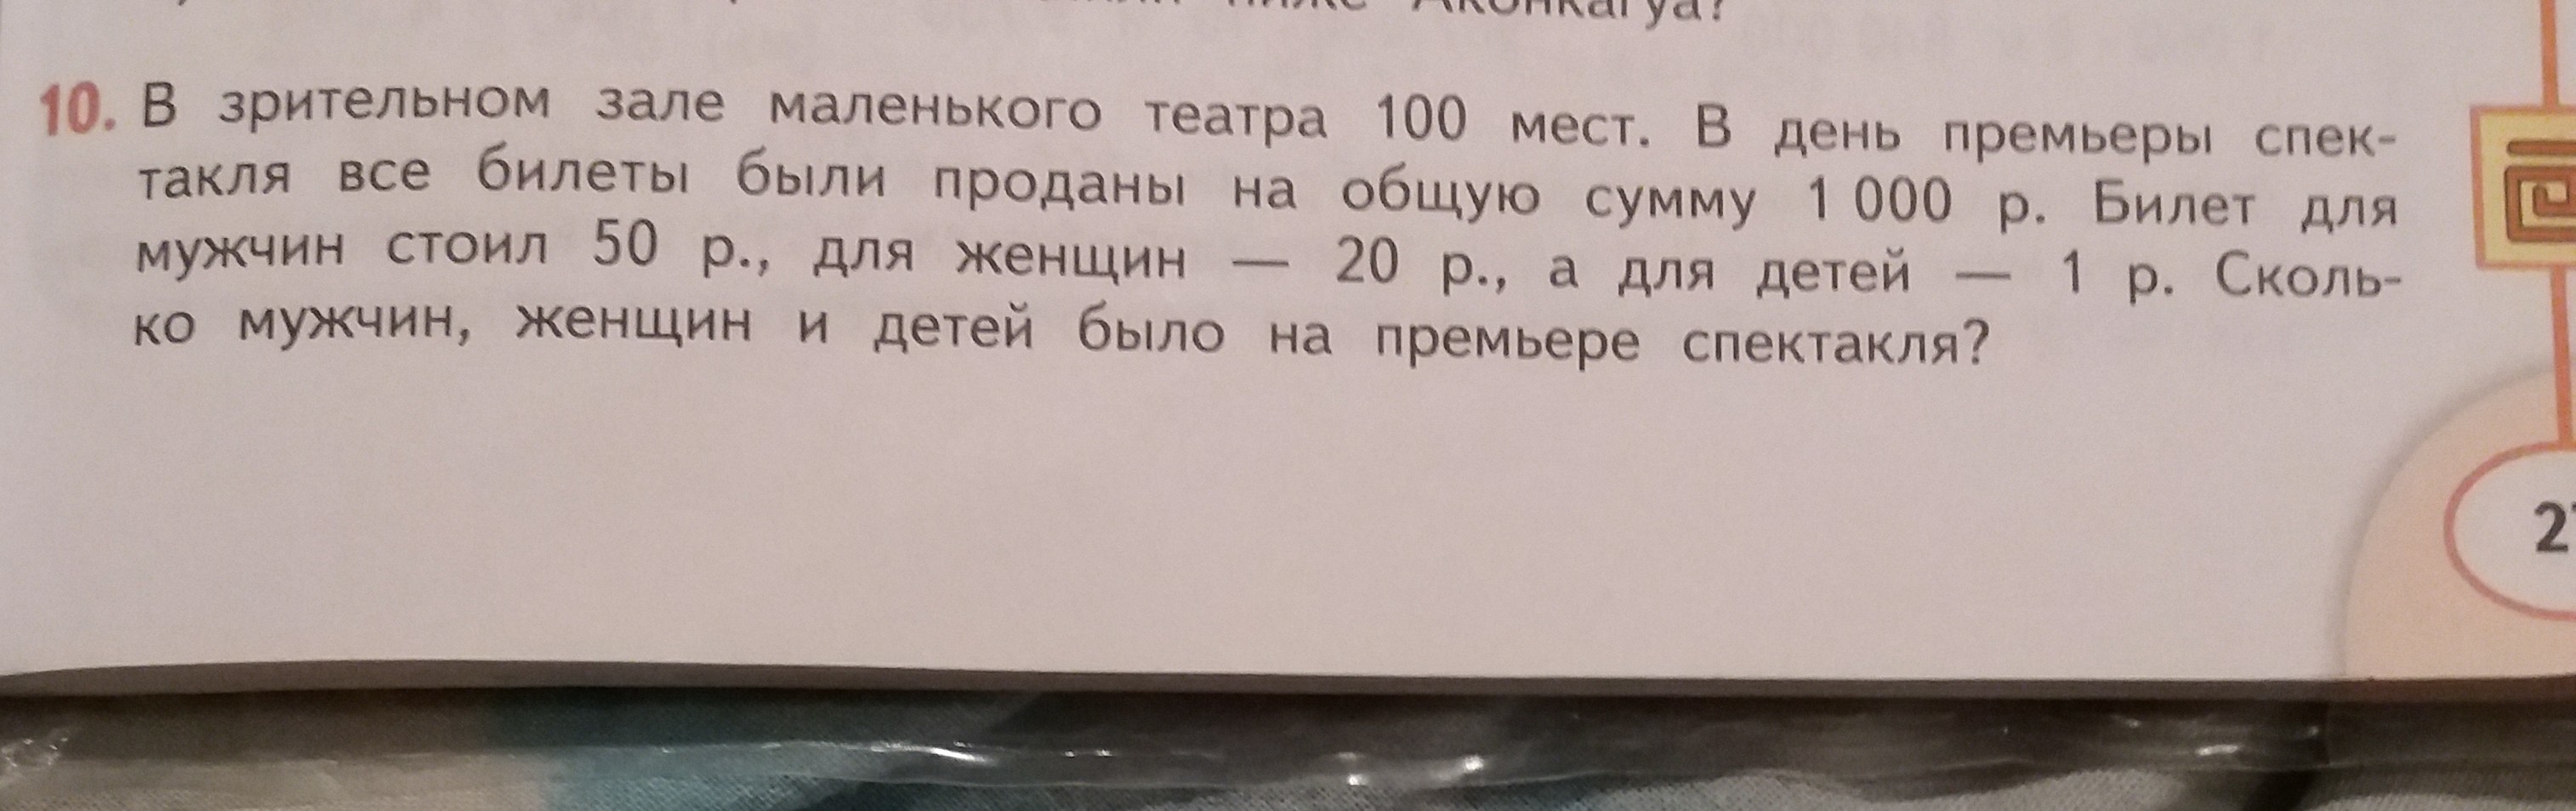 Аконкагуа?
10. В зрительном зале маленького театра 100 мест. В день премьеры спек-
такля все билеты были проданы на общую сумму 1 000 р. Билет для
мужчин стоил 50 р., для женщин — 20 р., а для детей — 1 р. Сколь-
ко мужчин, женщин и детей было на премьере спектакля?